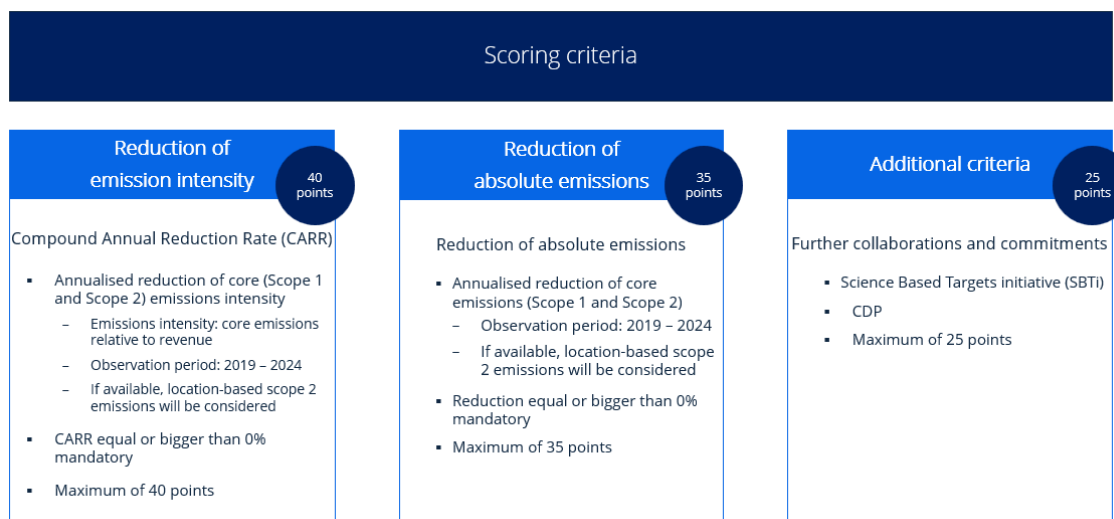 Scoring criteria
Reduction of
emission intensity
40
points
Compound Annual Reduction Rate (CARR)
▪ Annualised reduction of core (Scope 1
and Scope 2) emissions intensity
– Emissions intensity: core emissions
relative to revenue
– Observation period: 2019 – 2024
– If available, location-based scope 2
emissions will be considered
▪ CARR equal or bigger than 0%
mandatory
▪ Maximum of 40 points
Reduction of
absolute emissions
35
points
Reduction of absolute emissions
▪ Annualised reduction of core
emissions (Scope 1 and Scope 2)
– Observation period: 2019 – 2024
– If available, location-based scope
2 emissions will be considered
▪ Reduction equal or bigger than 0%
mandatory
▪ Maximum of 35 points
Additional criteria
25
points
Further collaborations and commitments
▪ Science Based Targets initiative (SBTi)
▪ CDP
▪ Maximum of 25 points